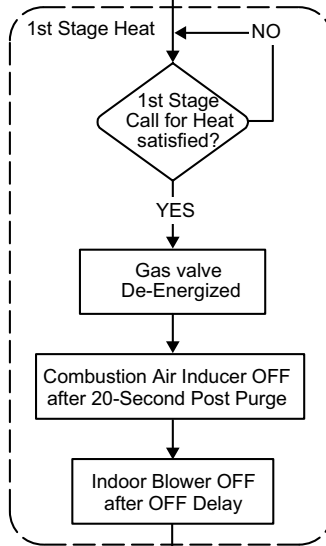 1st Stage Heat
NO
1st Stage
Call for Heat
satisfied?
YES
Gas valve
De-Energized
Combustion Air Inducer OFF
after 20-Second Post Purge
Indoor Blower OFF
after OFF Delay